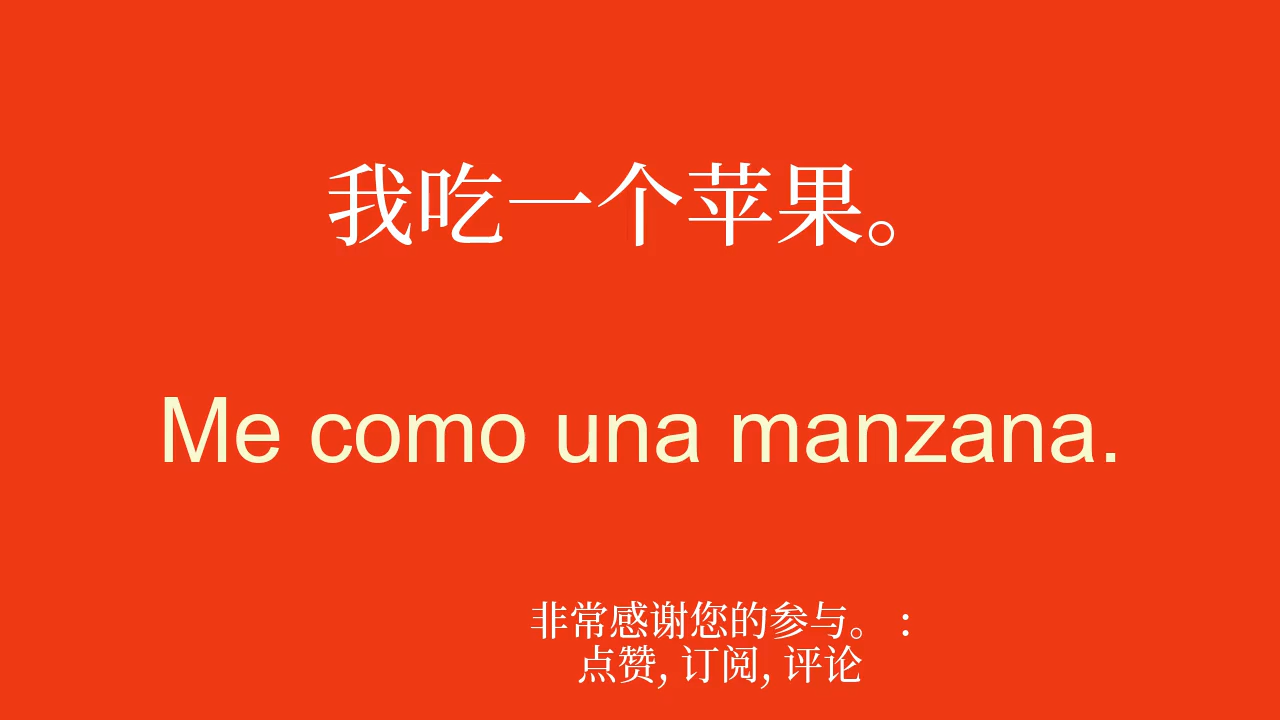 我吃一个苹果。
Me como una manzana.
非常感谢您的参与。 :
点赞, 订阅, 评论